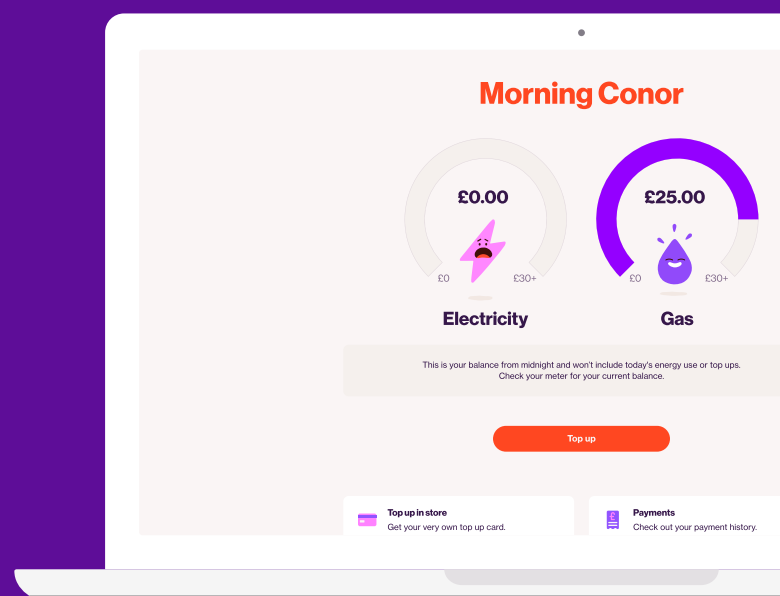 Morning Conor
£0.00
£25.00
£0
£30+
£0
£30+
Electricity
Gas
This is your balance from midnight and won't include today's energy use or top ups.
Check your meter for your current balance.
Top up
Top up in store
Get your very own top up card.
Payments
Check out your payment history.
£